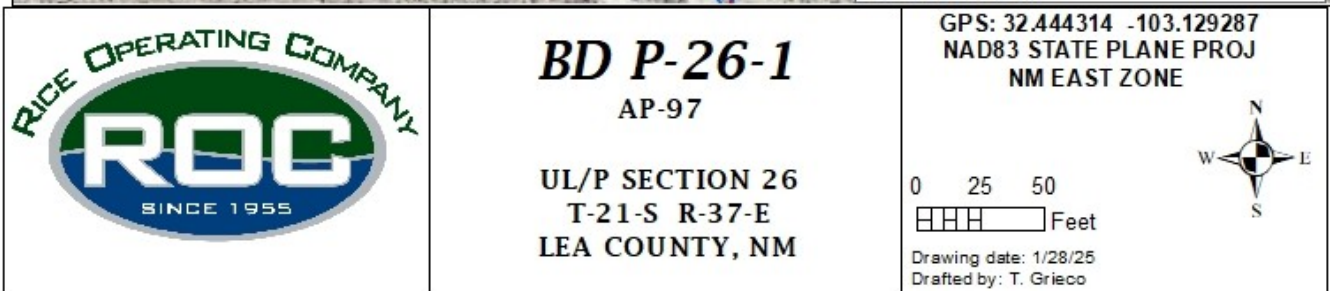 RICE OPERATING COMPANY
ROC
SINCE 1955
BD P-26-1
AP-97
UL/P SECTION 26
T-21-S R-37-E
LEA COUNTY, NM
GPS: 32.444314 -103.129287
NAD83 STATE PLANE PROJ
NM EAST ZONE
N
W E
S
0 25 50
Feet
Drawing date: 1/28/25
Drafted by: T. Grieco